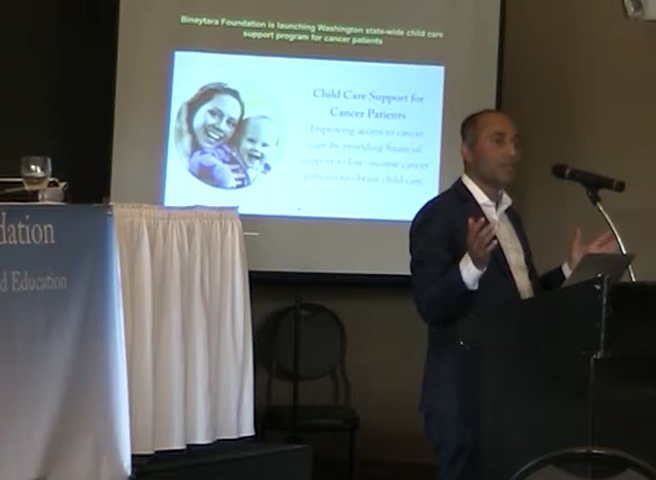 Binaytara Foundation is launching Washington state-wide child care
support program for cancer patients
Child Care Support for
Cancer Patients
Improving access to cancer
care by providing financial
support to low-income cancer
patients to obtain child care.
dation
d Education